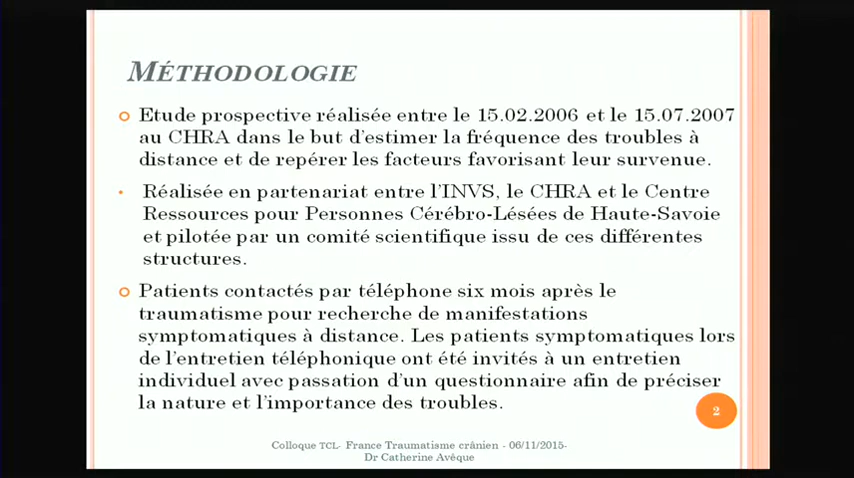 MÉTHODOLOGIE
Etude prospective réalisée entre le 15.02.2006 et le 15.07.2007
au CHRA dans le but d'estimer la fréquence des troubles à
distance et de repérer les facteurs favorisant leur survenue.
Réalisée en partenariat entre l'INVS, le CHRA et le Centre
Ressources pour Personnes Cérébro-Lésées de Haute-Savoie
et pilotée par un comité scientifique issu de ces différentes
structures.
Patients contactés par téléphone six mois après le
traumatisme pour recherche de manifestations
symptomatiques à distance. Les patients symptomatiques lors
de l'entretien téléphonique ont été invités à un entretien
individuel avec passation d'un questionnaire afin de préciser
la nature et l'importance des troubles.
2
Colloque TCL- France Traumatisme crânien - 06/11/2015-
Dr Catherine Avêque